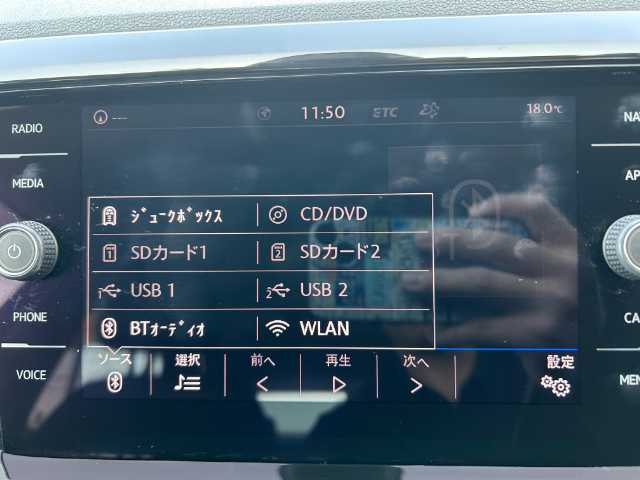 ---- 11:50 ETC 18.0℃
RADIO
MEDIA
PHONE
VOICE
ジュークボックス CD/DVD
SDカード1 SDカード2
USB 1 USB 2
BTオーディオ WLAN
ソース 選択 前へ 再生 次へ 設定
NA
AP
CA
MEN